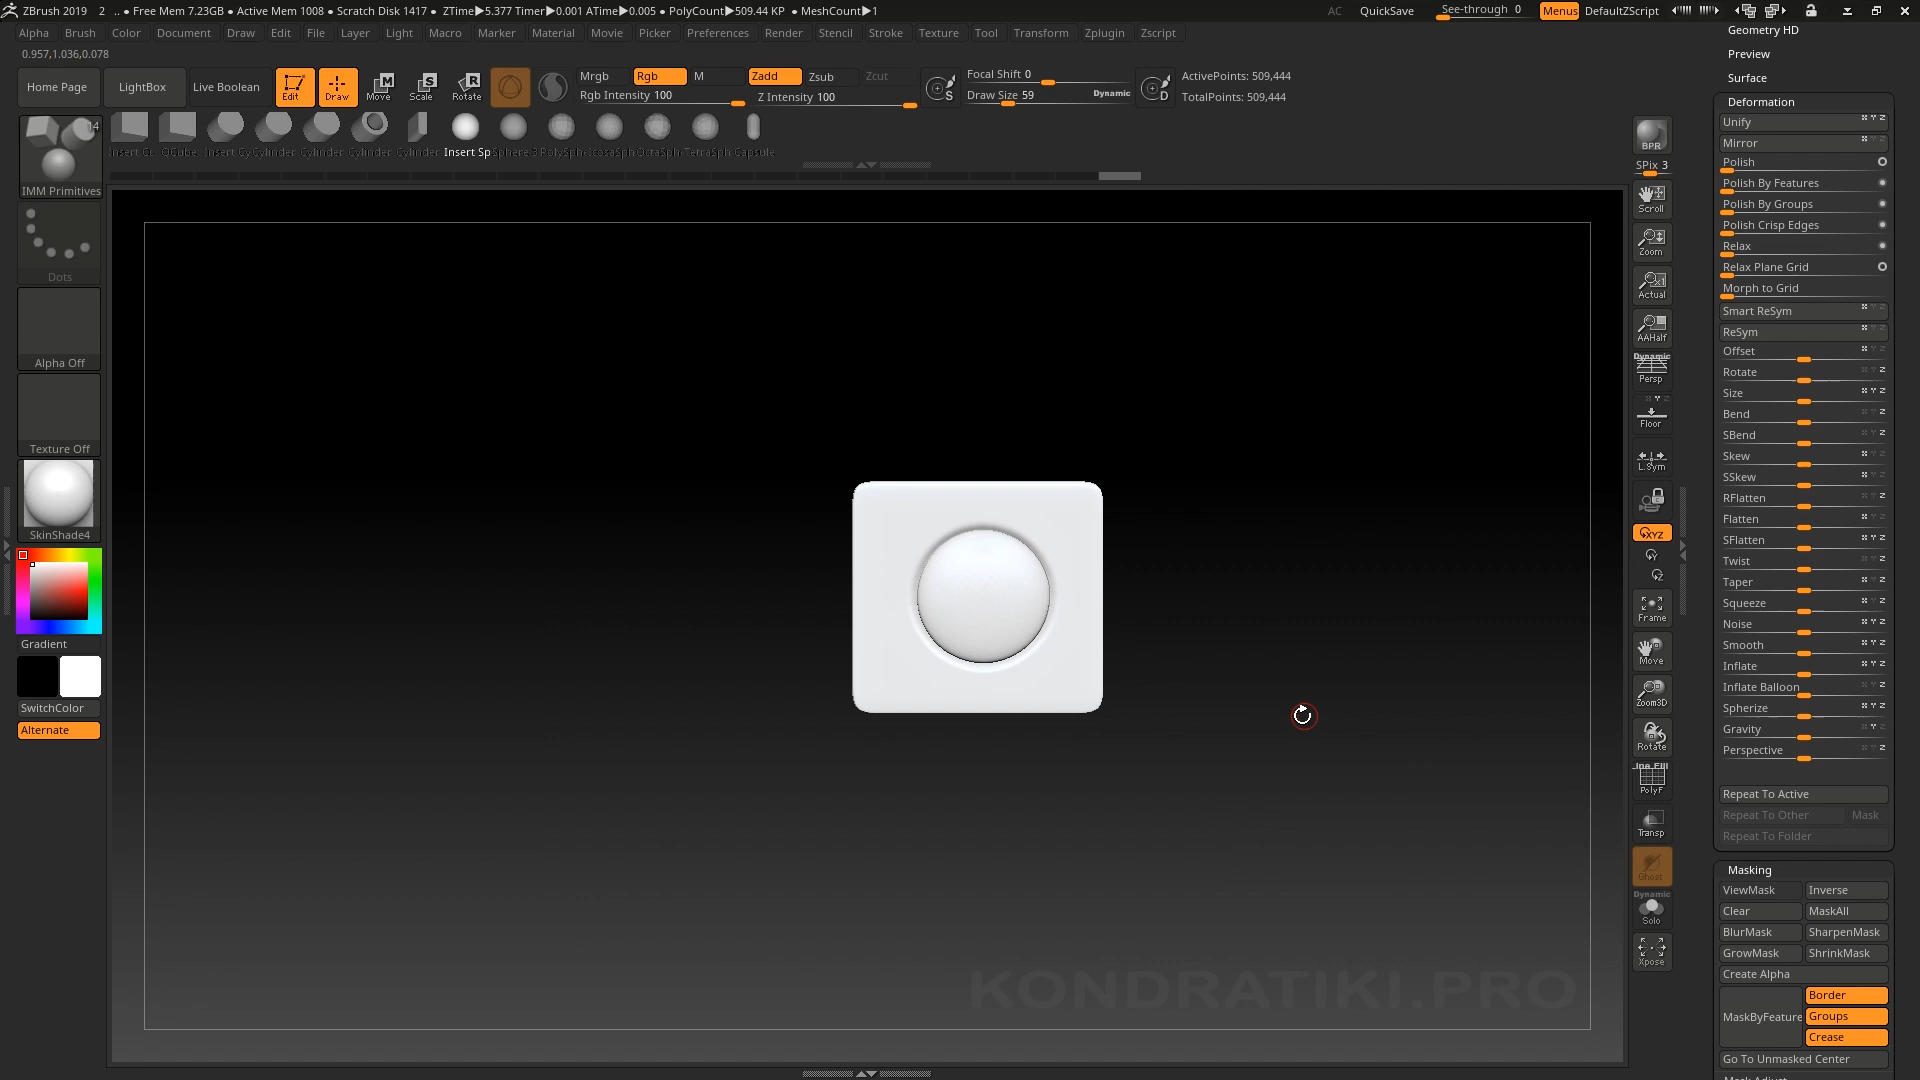 ZBrush 2019 2 .. • Free Mem 7.23GB • Active Mem 1008 • Scratch Disk 1417 • ZTime▶5.377 Timer▶0.001 ATime▶0.005 • PolyCount▶509.44 KP • MeshCount▶1
AC QuickSave See-through 0 Menus DefaultZScript
Alpha Brush Color Document Draw Edit File Layer Light Macro Marker Material Movie Picker Preferences Render Stencil Stroke Texture Tool Transform Zplugin Zscript
0.957,1.036,0.078
Home Page LightBox Live Boolean Edit Draw Move Scale Rotate
Mrgb Rgb M Zadd Zsub Zcut
Rgb Intensity 100 Z Intensity 100
Focal Shift 0
Draw Size 59 Dynamic
ActivePoints: 509,444
TotalPoints: 509,444
14
IMM Primitives
Insert Sp
Capsule
Dots
Alpha Off
Texture Off
SkinShade4
Gradient
SwitchColor
Alternate
KONDRATIKI.PRO
BPR
SPix 3
Scroll
Zoom
Actual
AAHalf
Dynamic
Persp
Floor
L.Sym
XYZ
Frame
Move
Zoom3D
Rotate
Line Fill
PolyF
Transp
Ghost
Dynamic
Solo
Xpose
Geometry HD
Preview
Surface
Deformation
Unify
Mirror
Polish
Polish By Features
Polish By Groups
Polish Crisp Edges
Relax
Relax Plane Grid
Morph to Grid
Smart ReSym
ReSym
Offset
Rotate
Size
Bend
SBend
Skew
SSkew
RFlatten
Flatten
SFlatten
Twist
Taper
Squeeze
Noise
Smooth
Inflate
Inflate Balloon
Spherize
Gravity
Perspective
Repeat To Active
Repeat To Other Mask
Repeat To Folder
Masking
ViewMask Inverse
Clear MaskAll
BlurMask SharpenMask
GrowMask ShrinkMask
Create Alpha
MaskByFeature Border
Groups
Crease
Go To Unmasked Center